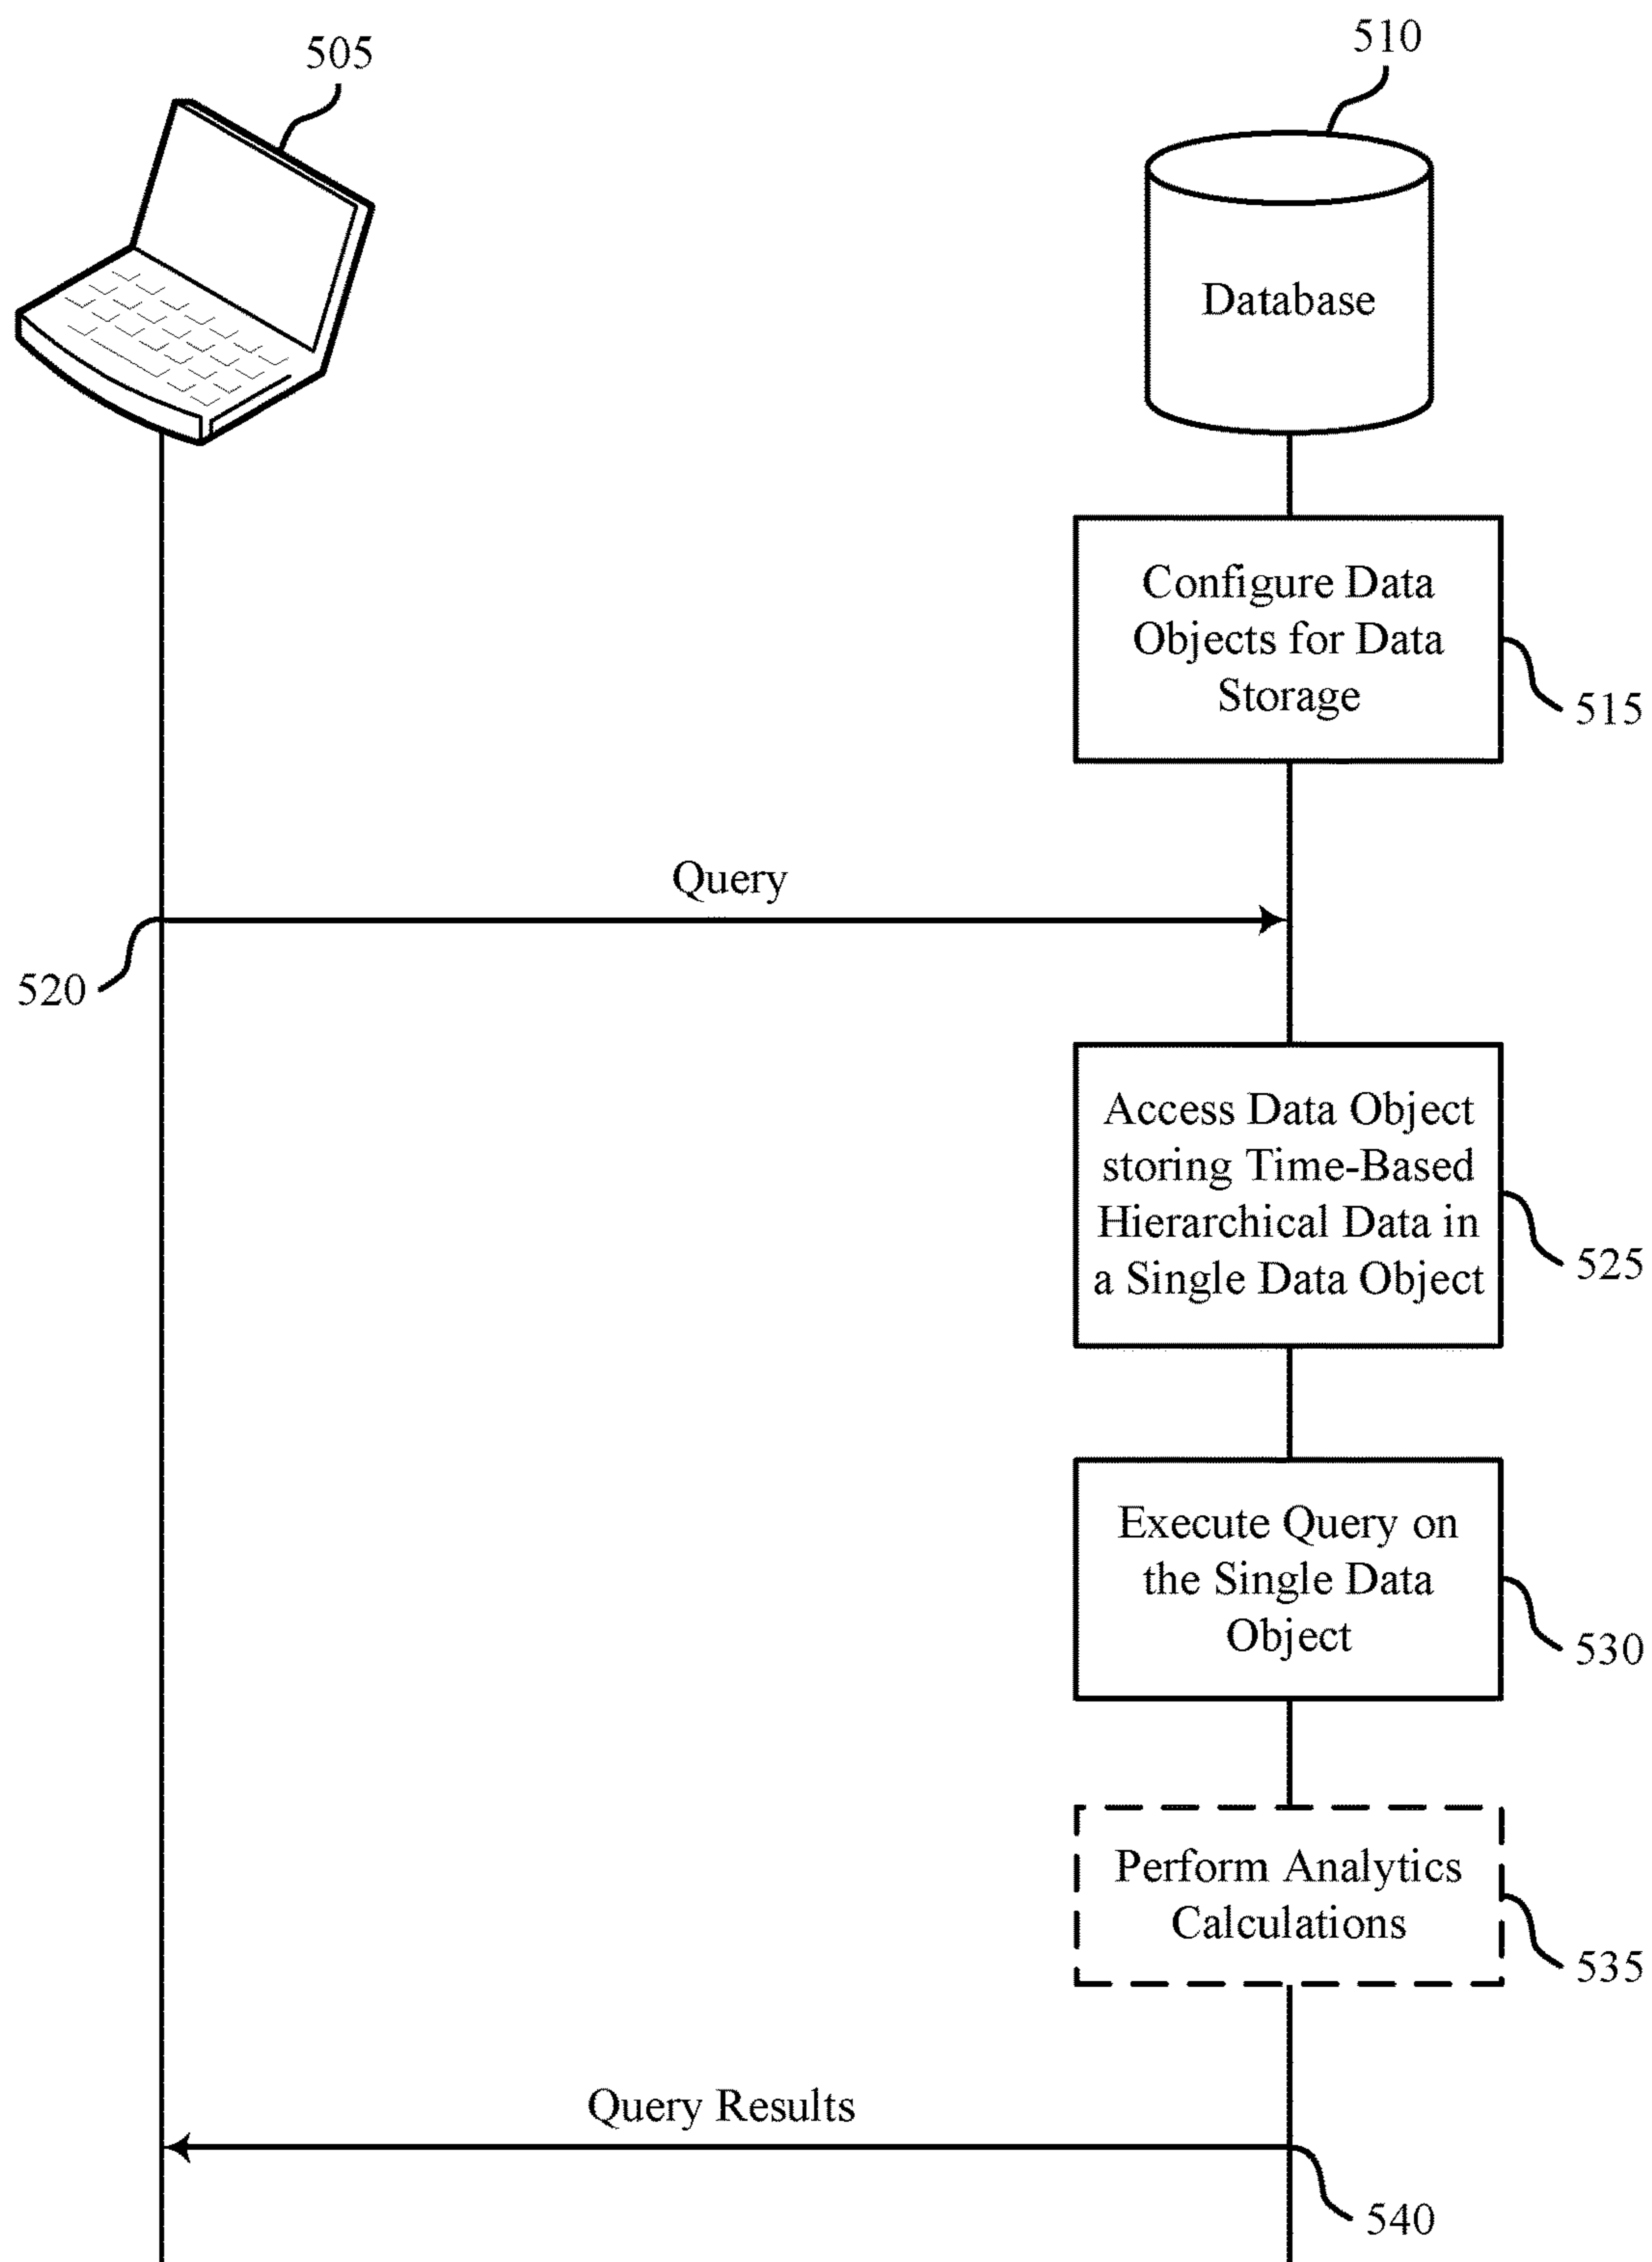 505
510
Database
Configure Data
Objects for Data
Storage
515
Query
520
Access Data Object
storing Time-Based
Hierarchical Data in
a Single Data Object
525
Execute Query on
the Single Data
Object
530
Perform Analytics
Calculations
535
Query Results
540